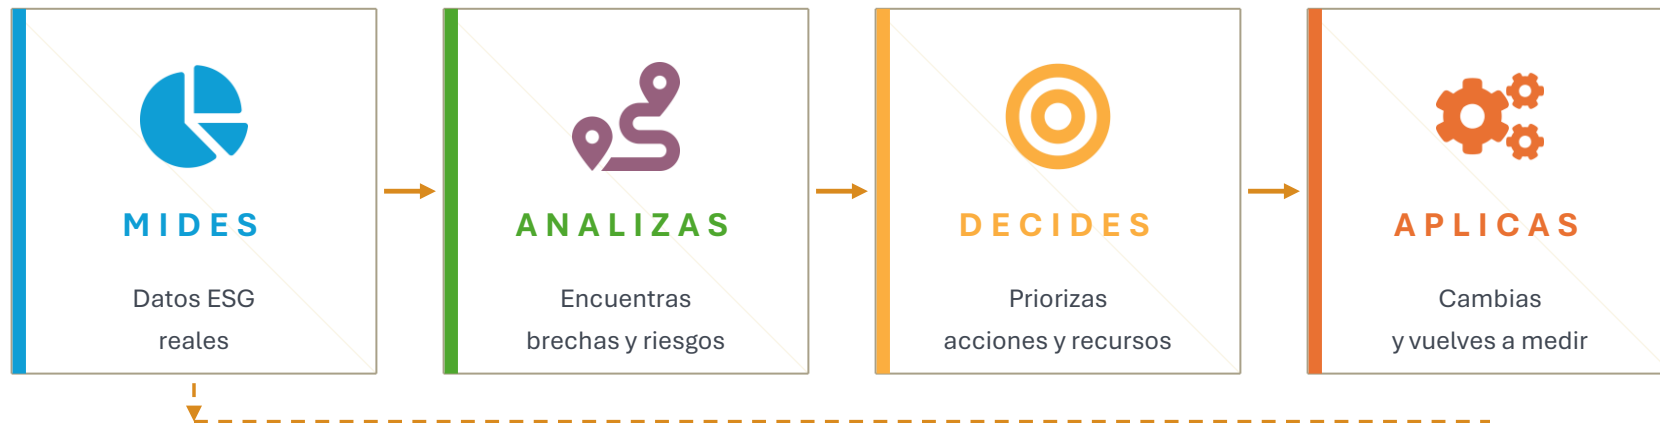 MIDES
Datos ESG
reales
ANALIZAS
Encuentras
brechas y riesgos
DECIDES
Priorizas
acciones y recursos
APLICAS
Cambias
y vuelves a medir